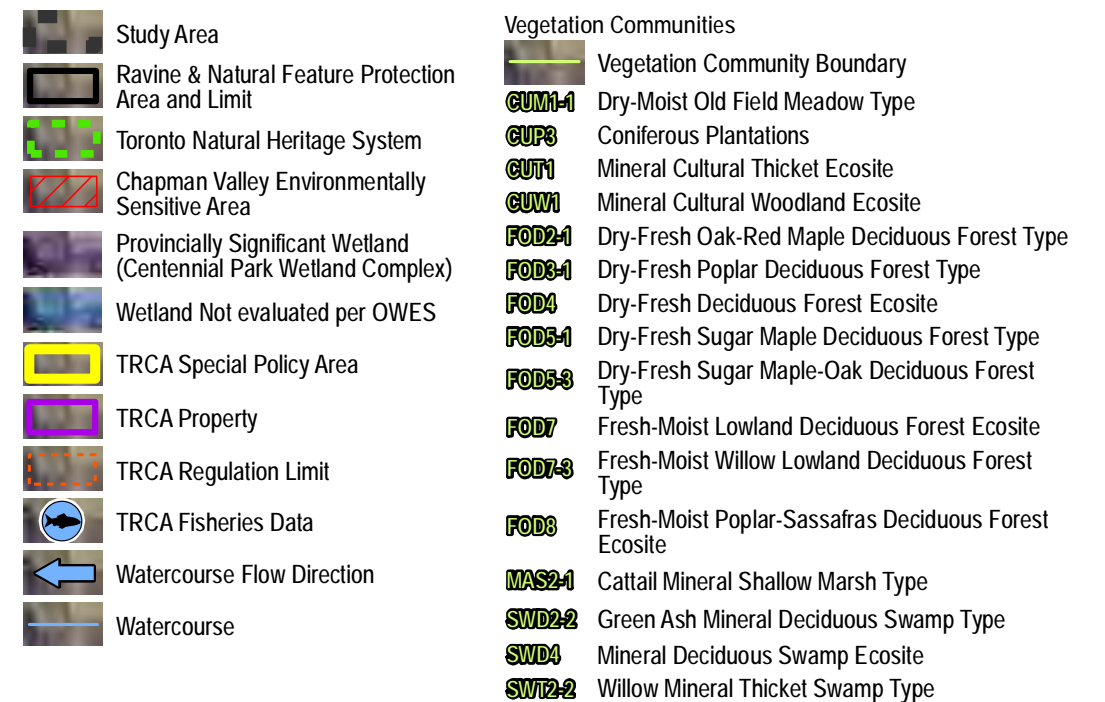 Study Area
Ravine & Natural Feature Protection
Area and Limit
Toronto Natural Heritage System
Chapman Valley Environmentally
Sensitive Area
Provincially Significant Wetland
(Centennial Park Wetland Complex)
Wetland Not evaluated per OWES
TRCA Special Policy Area
TRCA Property
TRCA Regulation Limit
TRCA Fisheries Data
Watercourse Flow Direction
Watercourse
Vegetation Communities
Vegetation Community Boundary
CUM1-1 Dry-Moist Old Field Meadow Type
CUP3 Coniferous Plantations
CUT1 Mineral Cultural Thicket Ecosite
CUW1 Mineral Cultural Woodland Ecosite
FOD2-1 Dry-Fresh Oak-Red Maple Deciduous Forest Type
FOD3-1 Dry-Fresh Poplar Deciduous Forest Type
FOD4 Dry-Fresh Deciduous Forest Ecosite
FOD5-1 Dry-Fresh Sugar Maple Deciduous Forest Type
FOD5-3 Dry-Fresh Sugar Maple-Oak Deciduous Forest
Type
FOD7 Fresh-Moist Lowland Deciduous Forest Ecosite
FOD7-3 Fresh-Moist Willow Lowland Deciduous Forest
Type
FOD8 Fresh-Moist Poplar-Sassafras Deciduous Forest
Ecosite
MAS2-1 Cattail Mineral Shallow Marsh Type
SWD2-2 Green Ash Mineral Deciduous Swamp Type
SWD4 Mineral Deciduous Swamp Ecosite
SWT2-2 Willow Mineral Thicket Swamp Type